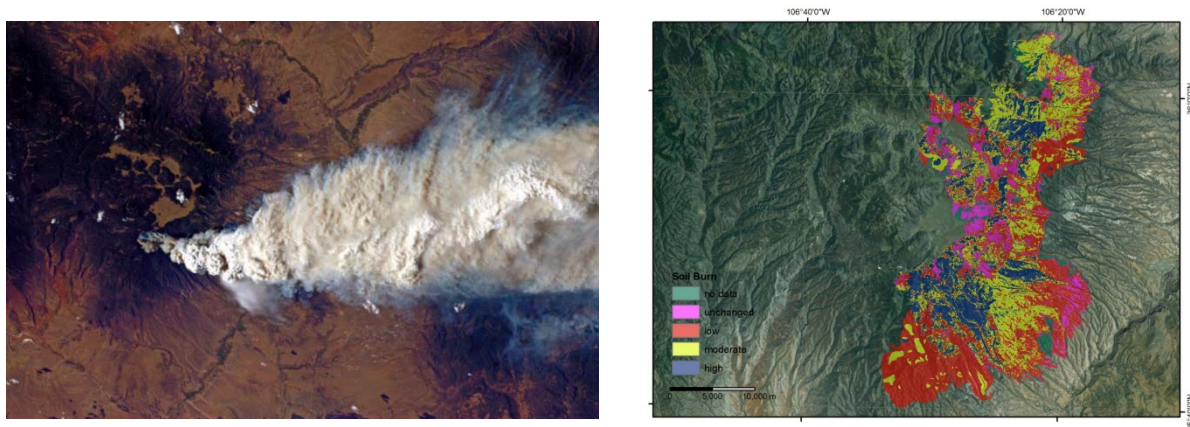 106°40'0"W
106°20'0"W
Soil Burn
no data
unchanged
low
moderate
high
0
5,000
10,000 m